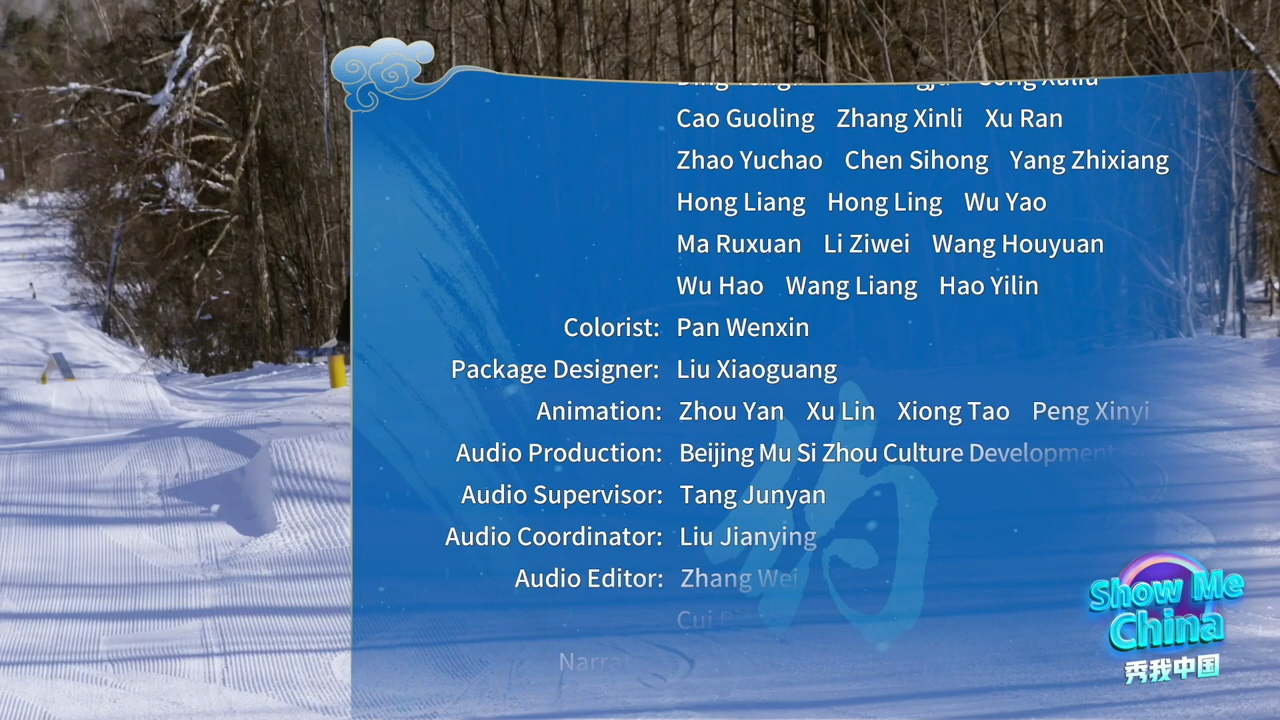 Cao Guoling Zhang Xinli Xu Ran
Zhao Yuchao Chen Sihong Yang Zhixiang
Hong Liang Hong Ling Wu Yao
Ma Ruxuan Li Ziwei Wang Houyuan
Wu Hao Wang Liang Hao Yilin
Colorist: Pan Wenxin
Package Designer: Liu Xiaoguang
Animation: Zhou Yan Xu Lin Xiong Tao Peng Xinyi
Audio Production: Beijing Mu Si Zhou Culture Development
Audio Supervisor: Tang Junyan
Audio Coordinator: Liu Jianying
Audio Editor: Zhang Wei
Cui
Show Me
China
秀我中国